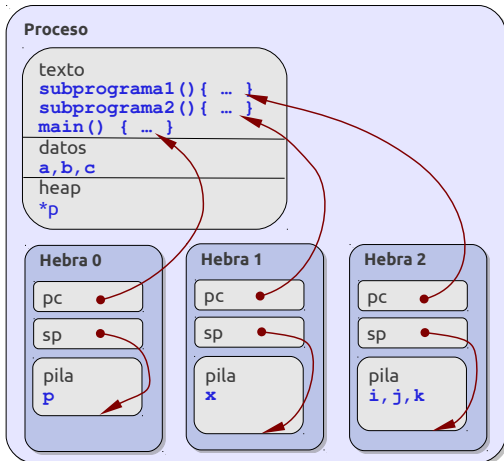 Proceso
texto
subprograma1(){ … }
subprograma2(){ … }
main() { … }
datos
a,b,c
heap
*p
Hebra 0
pc
sp
pila
p
Hebra 1
pc
sp
pila
x
Hebra 2
pc
sp
pila
i,j,k